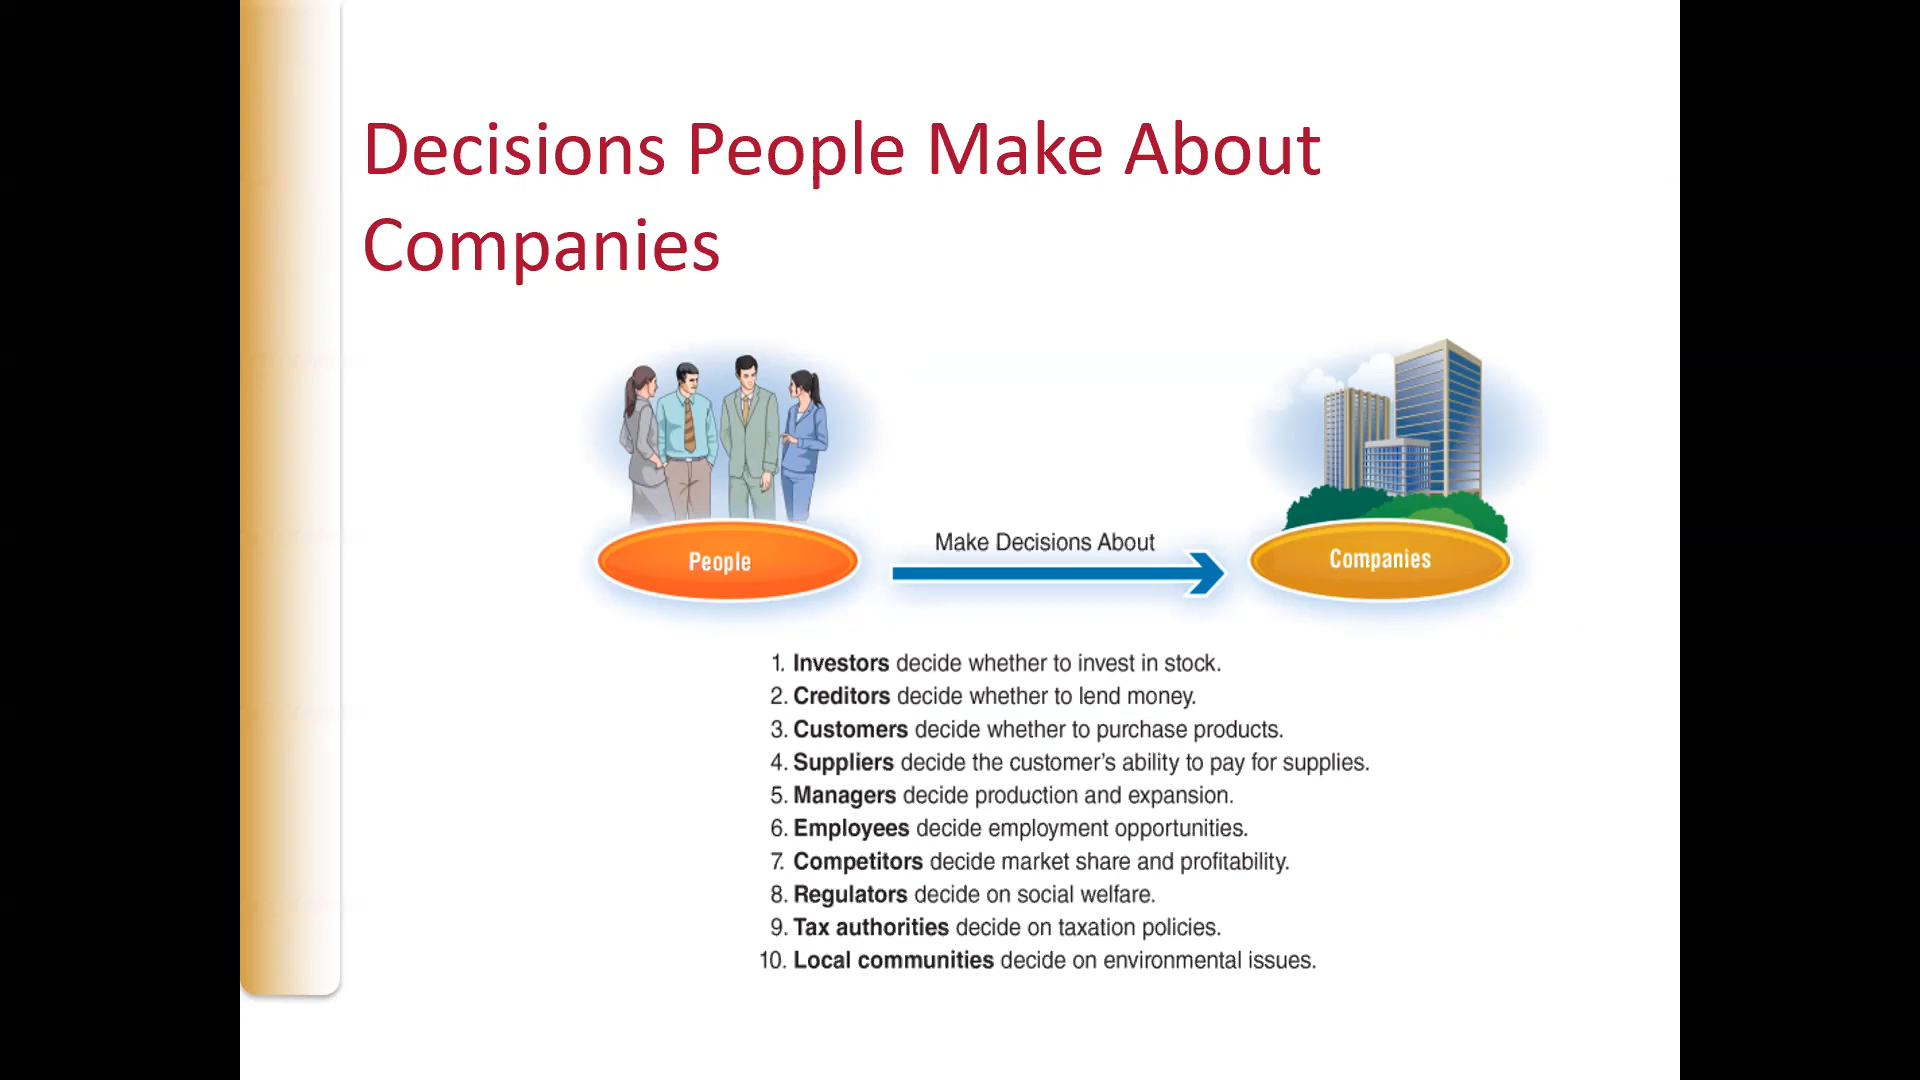 Decisions People Make About
Companies
People
Make Decisions About
Companies
1. Investors decide whether to invest in stock.
2. Creditors decide whether to lend money.
3. Customers decide whether to purchase products.
4. Suppliers decide the customer’s ability to pay for supplies.
5. Managers decide production and expansion.
6. Employees decide employment opportunities.
7. Competitors decide market share and profitability.
8. Regulators decide on social welfare.
9. Tax authorities decide on taxation policies.
10. Local communities decide on environmental issues.